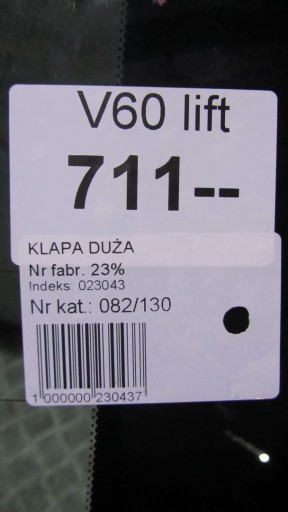 V60 lift
711--
KLAPA DUŻA
Nr fabr. 23%
Indeks: 023043
Nr kat.: 082/130
1 000000 230437